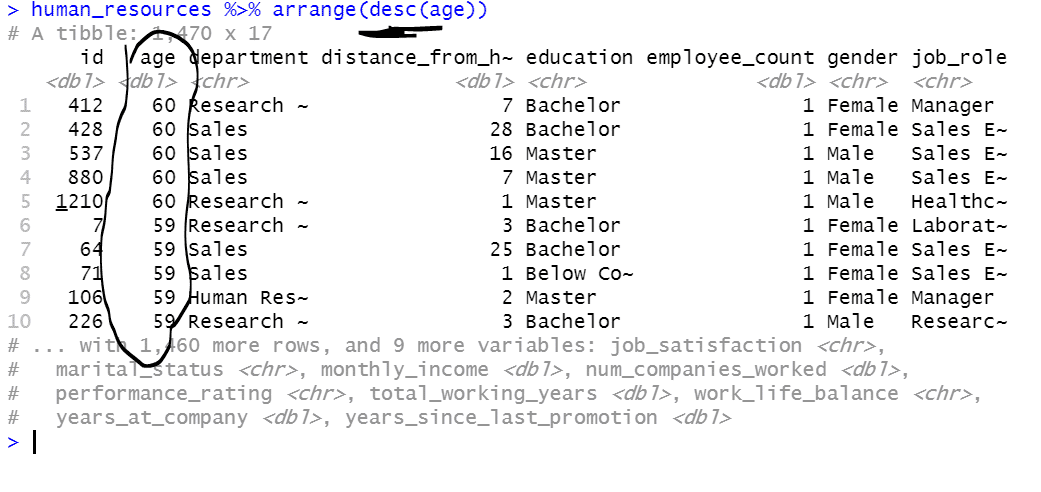 > human_resources %>% arrange(desc(age))
# A tibble: 1,470 x 17
id age department distance_from_h~ education employee_count gender job_role
<dbl> <dbl> <chr> <dbl> <chr> <dbl> <chr> <chr>
1 412 60 Research ~ 7 Bachelor 1 Female Manager
2 428 60 Sales 28 Bachelor 1 Female Sales E~
3 537 60 Sales 16 Master 1 Male Sales E~
4 880 60 Sales 7 Master 1 Male Sales E~
5 1210 60 Research ~ 1 Master 1 Male Healthc~
6 7 59 Research ~ 3 Bachelor 1 Female Laborat~
7 64 59 Sales 25 Bachelor 1 Female Sales E~
8 71 59 Sales 1 Below Co~ 1 Female Sales E~
9 106 59 Human Res~ 2 Master 1 Female Manager
10 226 59 Research ~ 3 Bachelor 1 Male Researc~
# ... with 1,460 more rows, and 9 more variables: job_satisfaction <chr>,
# marital_status <chr>, monthly_income <dbl>, num_companies_worked <dbl>,
# performance_rating <chr>, total_working_years <dbl>, work_life_balance <chr>,
# years_at_company <dbl>, years_since_last_promotion <dbl>
>